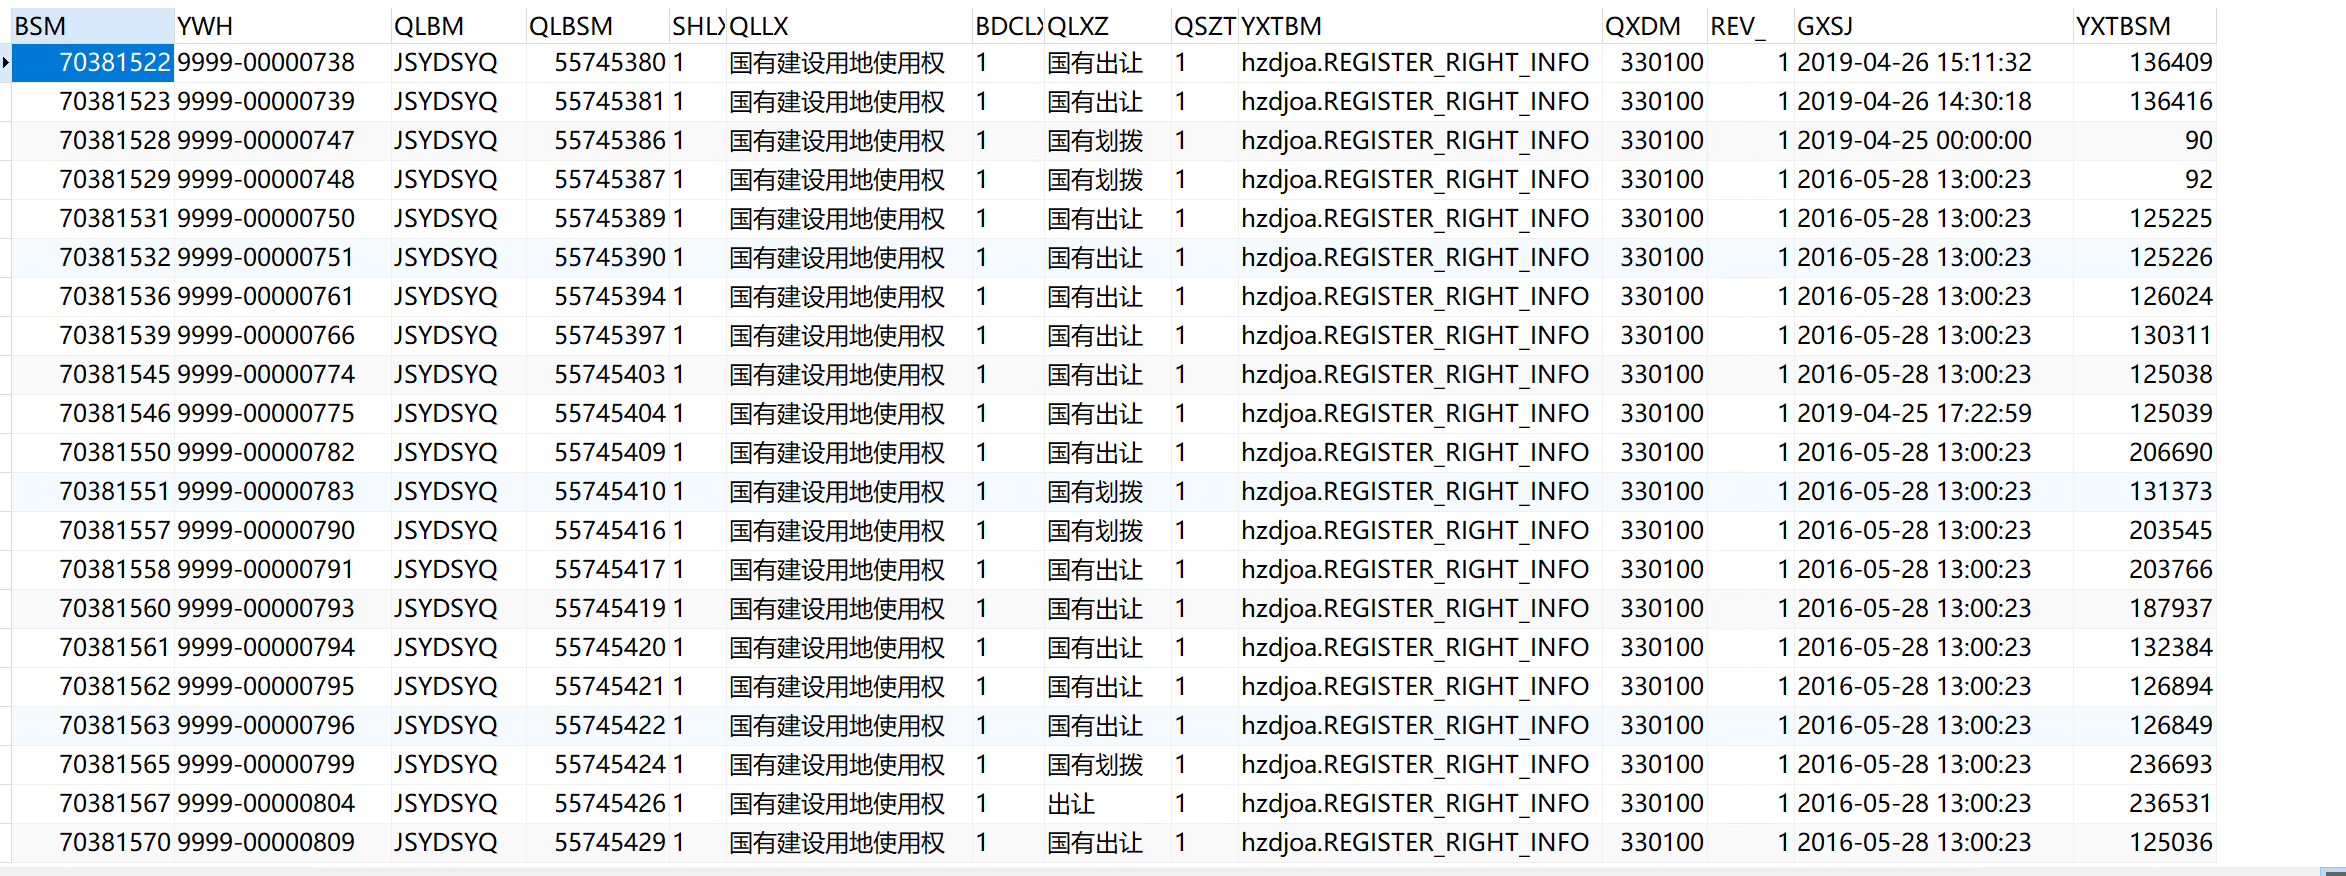 BSM YWH QLBM QLBSM SHLX QLLX BDCLX QLXZ QSZT YXTBM QXDM REV_ GXSJ YXTBSM
70381522 9999-00000738 JSYDSYQ 55745380 1 国有建设用地使用权 1 国有出让 1 hzdjoa.REGISTER_RIGHT_INFO 330100 1 2019-04-26 15:11:32 136409
70381523 9999-00000739 JSYDSYQ 55745381 1 国有建设用地使用权 1 国有出让 1 hzdjoa.REGISTER_RIGHT_INFO 330100 1 2019-04-26 14:30:18 136416
70381528 9999-00000747 JSYDSYQ 55745386 1 国有建设用地使用权 1 国有划拨 1 hzdjoa.REGISTER_RIGHT_INFO 330100 1 2019-04-25 00:00:00 90
70381529 9999-00000748 JSYDSYQ 55745387 1 国有建设用地使用权 1 国有划拨 1 hzdjoa.REGISTER_RIGHT_INFO 330100 1 2016-05-28 13:00:23 92
70381531 9999-00000750 JSYDSYQ 55745389 1 国有建设用地使用权 1 国有出让 1 hzdjoa.REGISTER_RIGHT_INFO 330100 1 2016-05-28 13:00:23 125225
70381532 9999-00000751 JSYDSYQ 55745390 1 国有建设用地使用权 1 国有出让 1 hzdjoa.REGISTER_RIGHT_INFO 330100 1 2016-05-28 13:00:23 125226
70381536 9999-00000761 JSYDSYQ 55745394 1 国有建设用地使用权 1 国有出让 1 hzdjoa.REGISTER_RIGHT_INFO 330100 1 2016-05-28 13:00:23 126024
70381539 9999-00000766 JSYDSYQ 55745397 1 国有建设用地使用权 1 国有出让 1 hzdjoa.REGISTER_RIGHT_INFO 330100 1 2016-05-28 13:00:23 130311
70381545 9999-00000774 JSYDSYQ 55745403 1 国有建设用地使用权 1 国有出让 1 hzdjoa.REGISTER_RIGHT_INFO 330100 1 2016-05-28 13:00:23 125038
70381546 9999-00000775 JSYDSYQ 55745404 1 国有建设用地使用权 1 国有出让 1 hzdjoa.REGISTER_RIGHT_INFO 330100 1 2019-04-25 17:22:59 125039
70381550 9999-00000782 JSYDSYQ 55745409 1 国有建设用地使用权 1 国有出让 1 hzdjoa.REGISTER_RIGHT_INFO 330100 1 2016-05-28 13:00:23 206690
70381551 9999-00000783 JSYDSYQ 55745410 1 国有建设用地使用权 1 国有划拨 1 hzdjoa.REGISTER_RIGHT_INFO 330100 1 2016-05-28 13:00:23 131373
70381557 9999-00000790 JSYDSYQ 55745416 1 国有建设用地使用权 1 国有划拨 1 hzdjoa.REGISTER_RIGHT_INFO 330100 1 2016-05-28 13:00:23 203545
70381558 9999-00000791 JSYDSYQ 55745417 1 国有建设用地使用权 1 国有出让 1 hzdjoa.REGISTER_RIGHT_INFO 330100 1 2016-05-28 13:00:23 203766
70381560 9999-00000793 JSYDSYQ 55745419 1 国有建设用地使用权 1 国有出让 1 hzdjoa.REGISTER_RIGHT_INFO 330100 1 2016-05-28 13:00:23 187937
70381561 9999-00000794 JSYDSYQ 55745420 1 国有建设用地使用权 1 国有出让 1 hzdjoa.REGISTER_RIGHT_INFO 330100 1 2016-05-28 13:00:23 132384
70381562 9999-00000795 JSYDSYQ 55745421 1 国有建设用地使用权 1 国有出让 1 hzdjoa.REGISTER_RIGHT_INFO 330100 1 2016-05-28 13:00:23 126894
70381563 9999-00000796 JSYDSYQ 55745422 1 国有建设用地使用权 1 国有出让 1 hzdjoa.REGISTER_RIGHT_INFO 330100 1 2016-05-28 13:00:23 126849
70381565 9999-00000799 JSYDSYQ 55745424 1 国有建设用地使用权 1 国有划拨 1 hzdjoa.REGISTER_RIGHT_INFO 330100 1 2016-05-28 13:00:23 236693
70381567 9999-00000804 JSYDSYQ 55745426 1 国有建设用地使用权 1 出让 1 hzdjoa.REGISTER_RIGHT_INFO 330100 1 2016-05-28 13:00:23 236531
70381570 9999-00000809 JSYDSYQ 55745429 1 国有建设用地使用权 1 国有出让 1 hzdjoa.REGISTER_RIGHT_INFO 330100 1 2016-05-28 13:00:23 125036